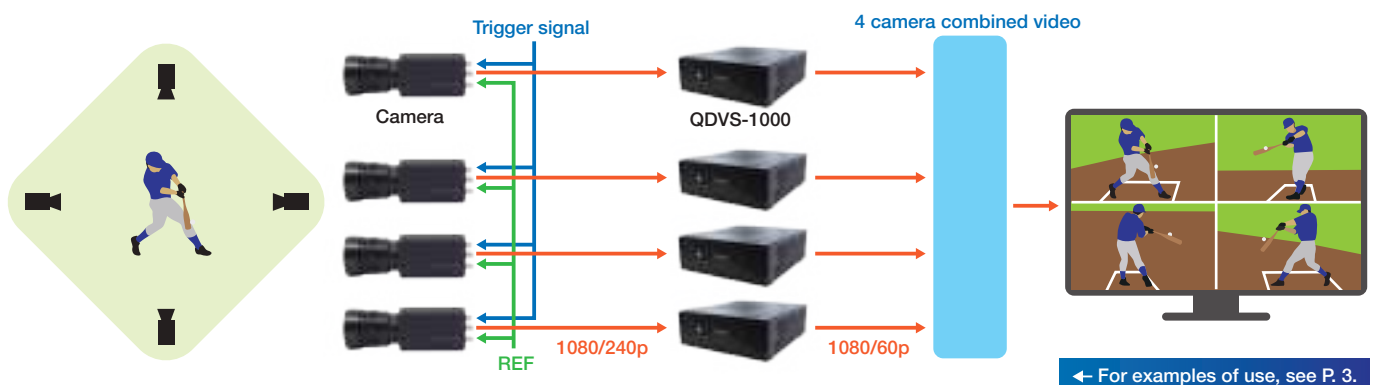 Trigger signal
4 camera combined video
Camera
QDVS-1000
REF
1080/240p
1080/60p
← For examples of use, see P. 3.